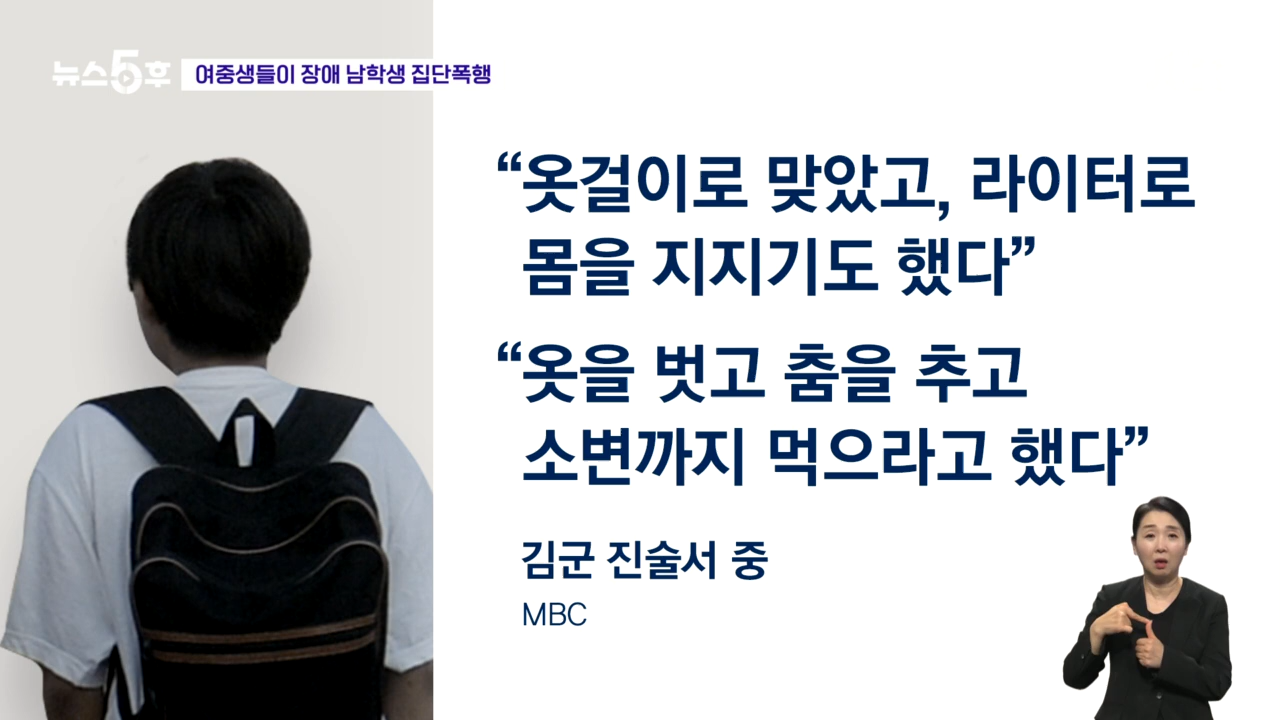 뉴스5후
여중생들이 장애 남학생 집단폭행
“옷걸이로 맞았고, 라이터로
몸을 지지기도 했다”
“옷을 벗고 춤을 추고
소변까지 먹으라고 했다”
김군 진술서 중
MBC